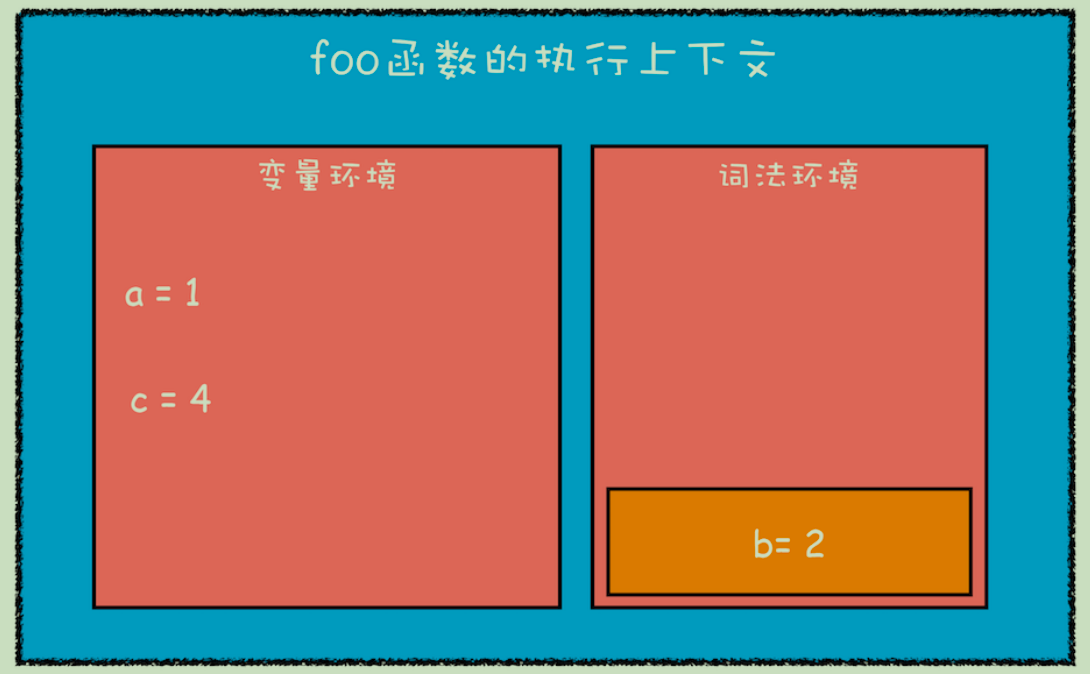 foo函数的执行上下文
变量环境
a = 1
c = 4
词法环境
b= 2